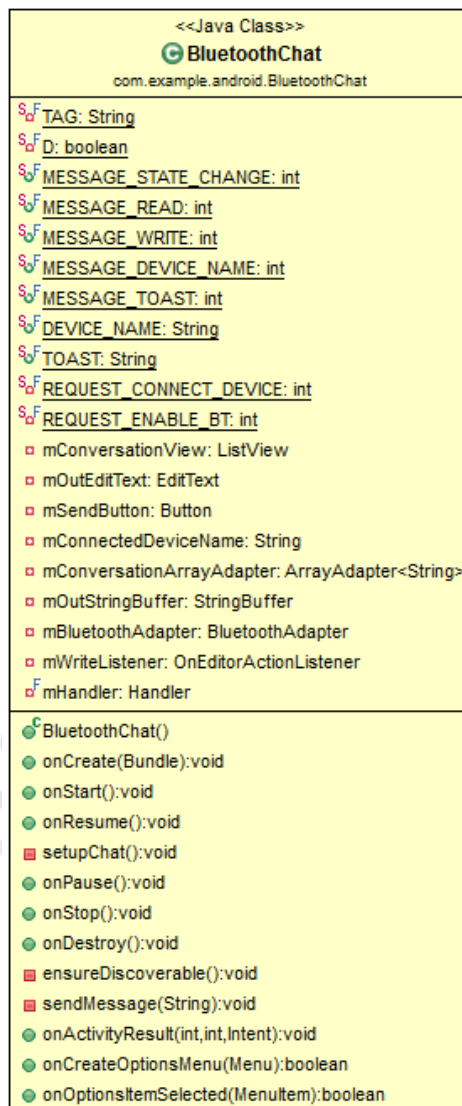 <<Java Class>>
C BluetoothChat
com.example.android.BluetoothChat
S F TAG: String
S F D: boolean
S F MESSAGE_STATE_CHANGE: int
S F MESSAGE_READ: int
S F MESSAGE_WRITE: int
S F MESSAGE_DEVICE_NAME: int
S F MESSAGE_TOAST: int
S F DEVICE_NAME: String
S F TOAST: String
S F REQUEST_CONNECT_DEVICE: int
S F REQUEST_ENABLE_BT: int
mConversationView: ListView
mOutEditText: EditText
mSendButton: Button
mConnectedDeviceName: String
mConversationArrayAdapter: ArrayAdapter<String>
mOutStringBuffer: StringBuffer
mBluetoothAdapter: BluetoothAdapter
mWriteListener: OnEditorActionListener
F mHandler: Handler
C BluetoothChat()
onCreate(Bundle):void
onStart():void
onResume():void
setupChat():void
onPause():void
onStop():void
onDestroy():void
ensureDiscoverable():void
sendMessage(String):void
onActivityResult(int,int,Intent):void
onCreateOptionsMenu(Menu):boolean
onOptionsItemSelected(MenuItem):boolean